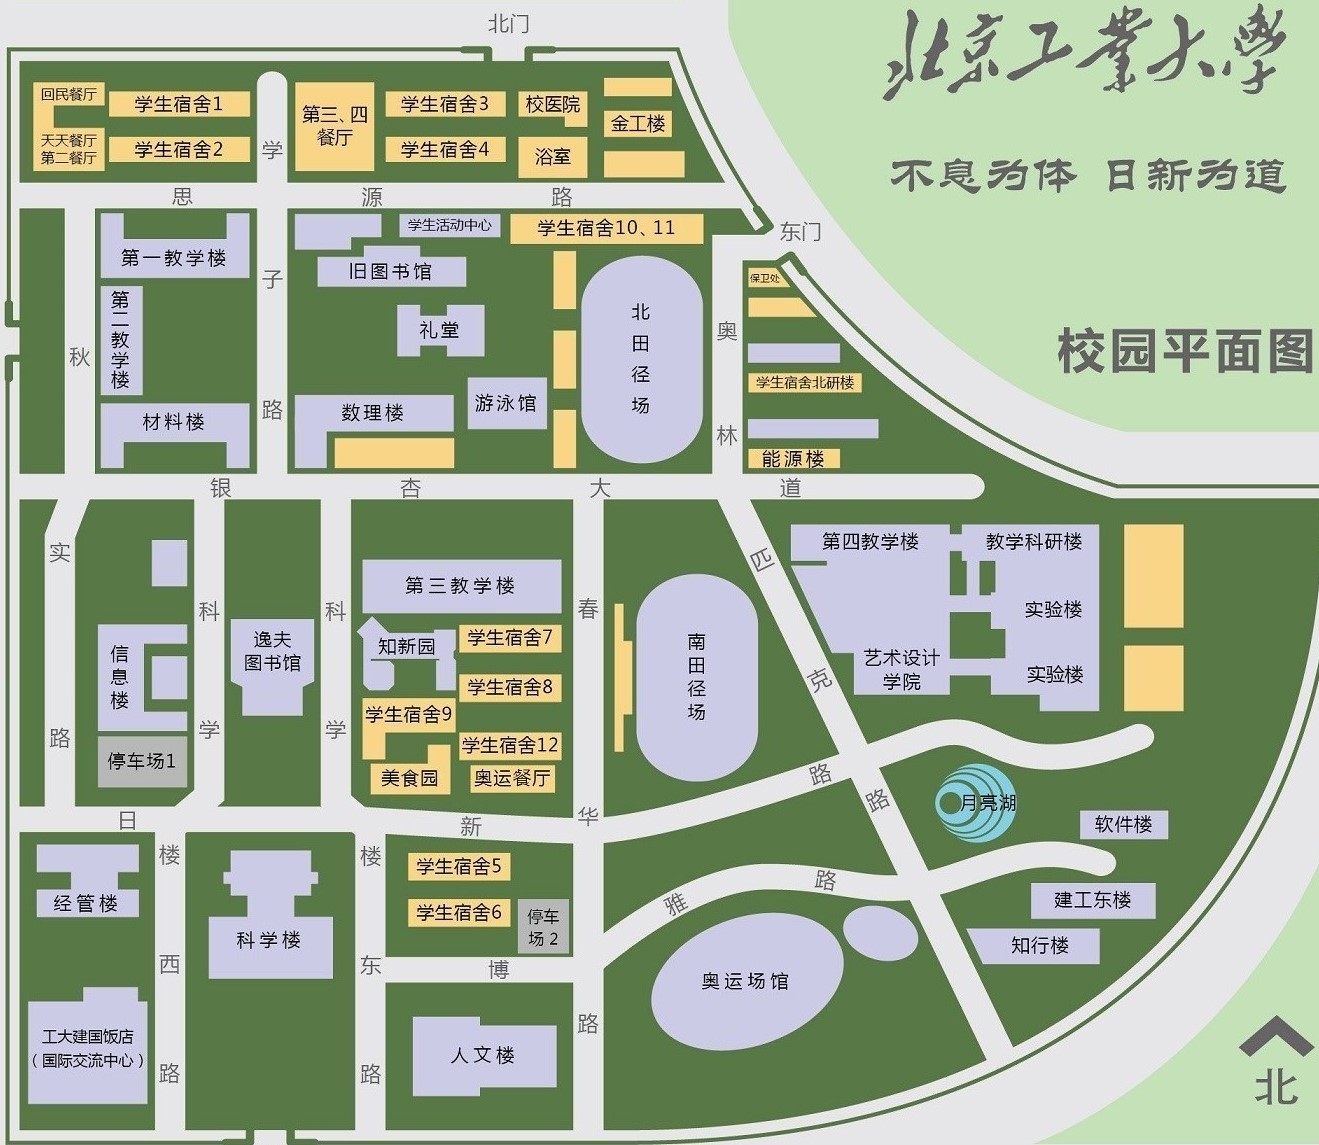 北门
北京工业大学
不息为体 日新为道
校园平面图
回民餐厅
学生宿舍1
天天餐厅
第二餐厅
学生宿舍2
学子路
第三、四
餐厅
学生宿舍3
学生宿舍4
校医院
浴室
金工楼
思源路
东门
第一教学楼
第二教学楼
材料楼
秋实路
学生活动中心
旧图书馆
礼堂
数理楼
游泳馆
学生宿舍10、11
北田径场
奥林匹克路
保卫处
学生宿舍北研楼
能源楼
银杏大道
信息楼
停车场1
科学
逸夫
图书馆
科学
第三教学楼
知新园
学生宿舍7
学生宿舍8
学生宿舍9
学生宿舍12
美食园
奥运餐厅
春华路
南田径场
第四教学楼
教学科研楼
实验楼
艺术设计
学院
实验楼
日新路
月亮湖
软件楼
建工东楼
知行楼
经管楼
楼西路
科学楼
楼东路
学生宿舍5
学生宿舍6
停车
场 2
博雅路
奥运场馆
工大建国饭店
（国际交流中心）
人文楼
北